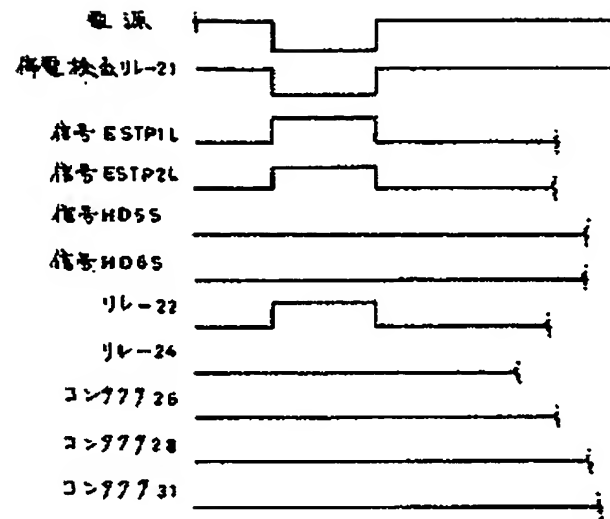 電源
停電検出リレー21
信号ESTP1L
信号ESTP2L
信号HD5S
信号HD6S
リレー22
リレー24
コンタクタ26
コンタクタ28
コンタクタ31